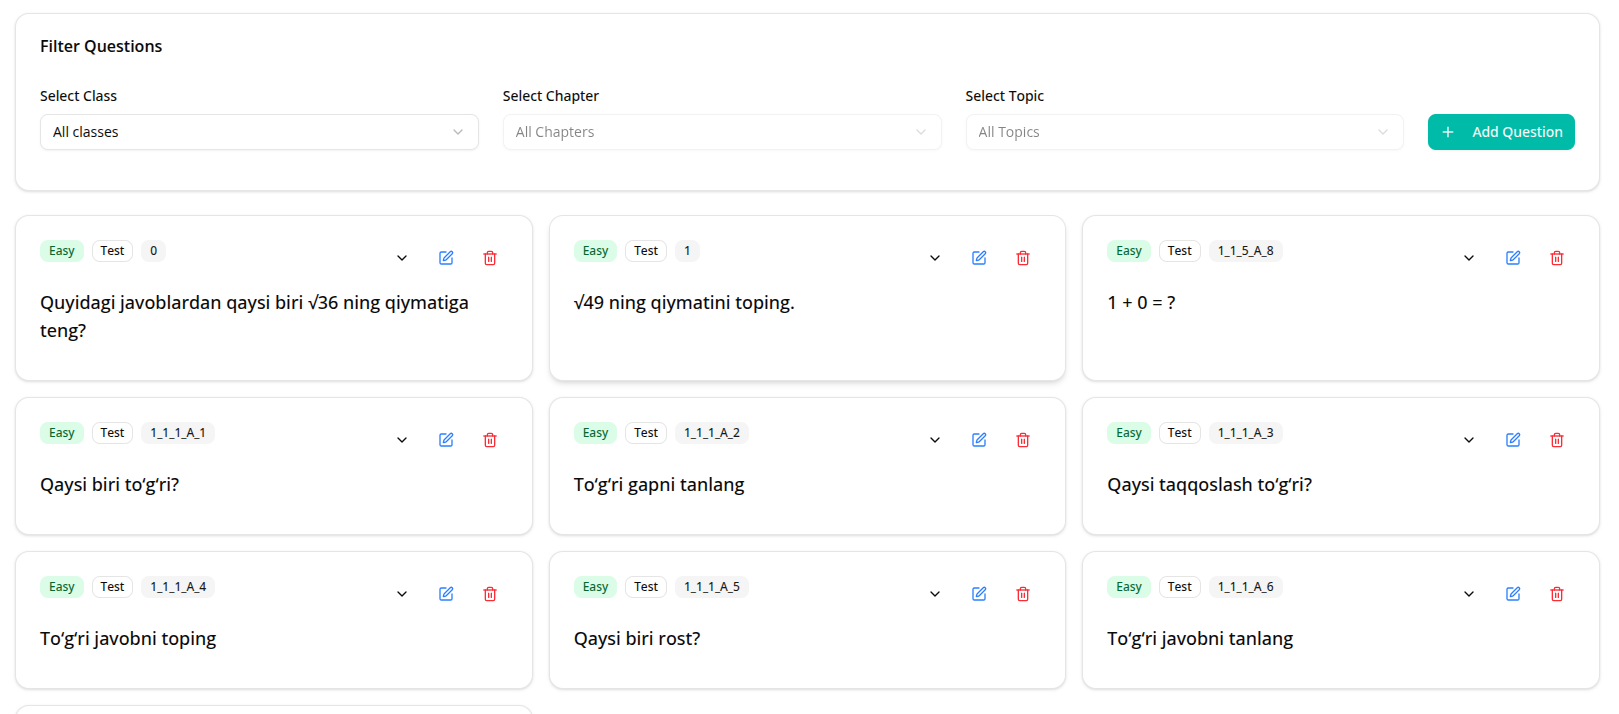 Filter Questions
Select Class
Select Chapter
Select Topic
All classes
All Chapters
All Topics
Add Question
Easy Test 0
Quyidagi javoblardan qaysi biri √36 ning qiymatiga
teng?
Easy Test 1
√49 ning qiymatini toping.
Easy Test 1_1_5_A_8
1 + 0 = ?
Easy Test 1_1_1_A_1
Qaysi biri to‘g‘ri?
Easy Test 1_1_1_A_2
To‘g‘ri gapni tanlang
Easy Test 1_1_1_A_3
Qaysi taqqoslash to‘g‘ri?
Easy Test 1_1_1_A_4
To‘g‘ri javobni toping
Easy Test 1_1_1_A_5
Qaysi biri rost?
Easy Test 1_1_1_A_6
To‘g‘ri javobni tanlang